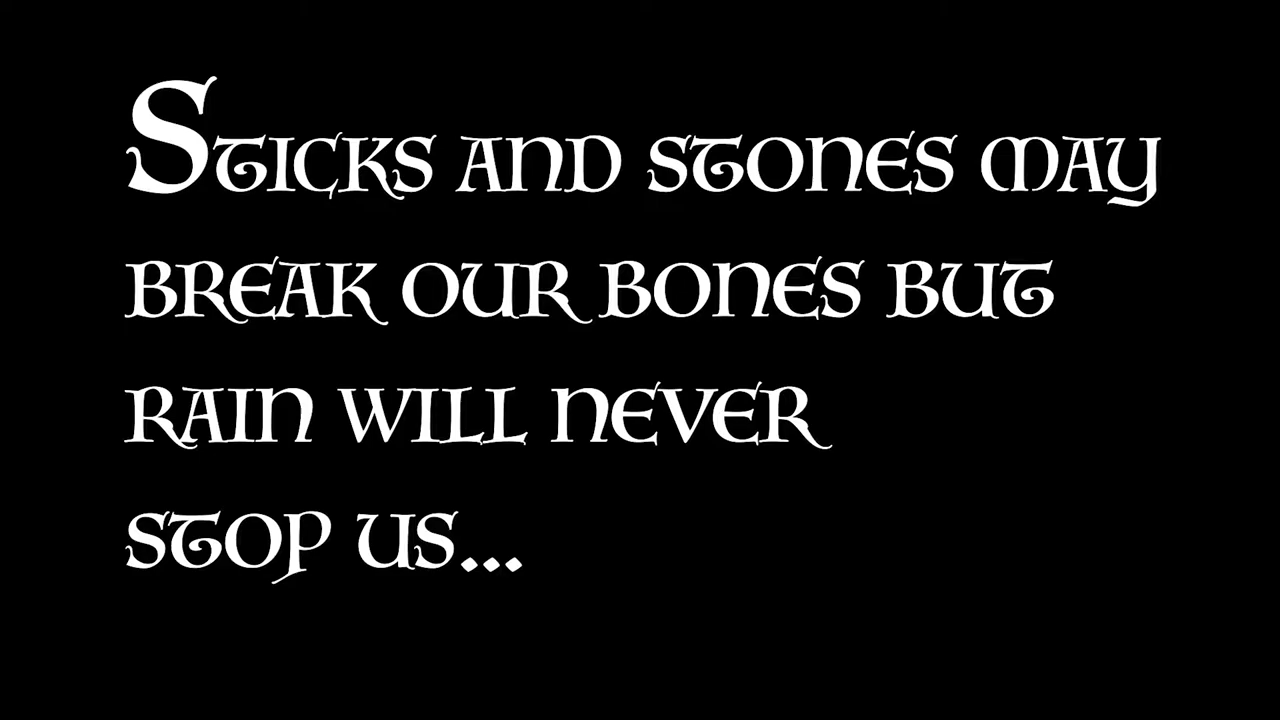 Sticks and stones may
break our bones but
rain will never
stop us...